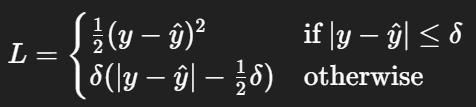 L = { ½(y − ŷ)² if |y − ŷ| ≤ δ
δ(|y − ŷ| − ½δ) otherwise